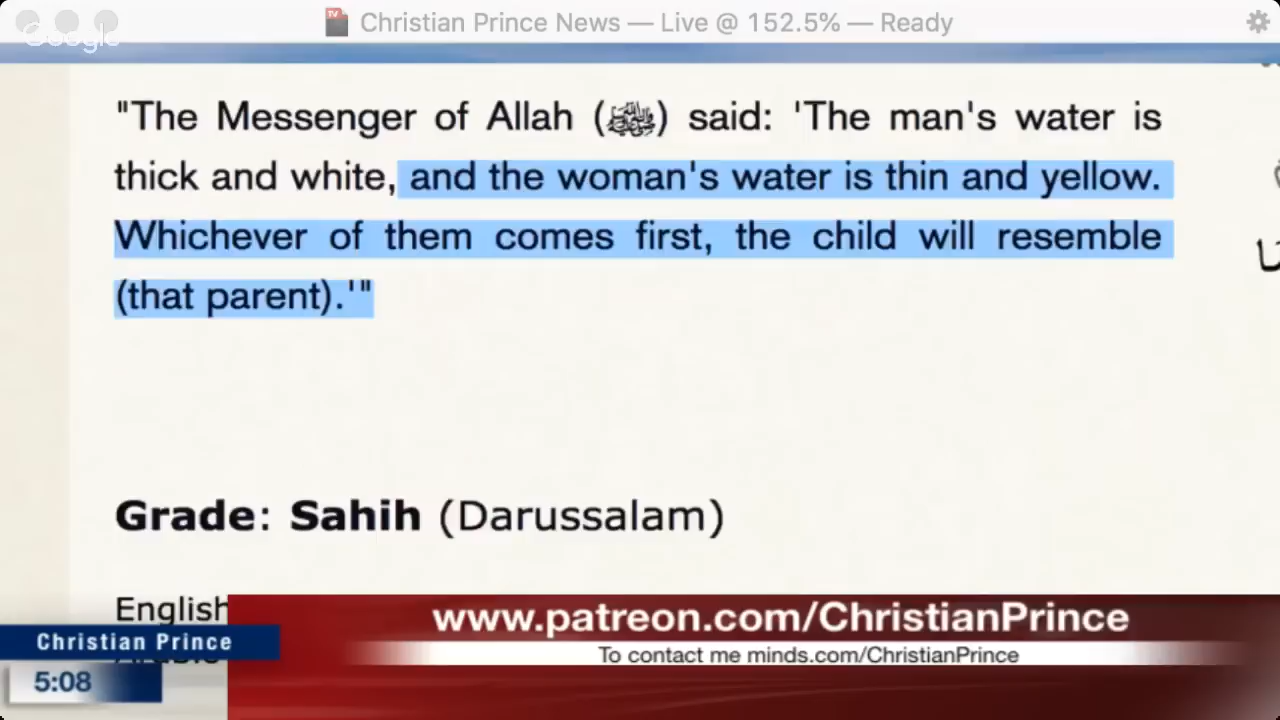 Christian Prince News — Live @ 152.5% — Ready
Google
"The Messenger of Allah (ﷺ) said: 'The man's water is
thick and white, and the woman's water is thin and yellow.
Whichever of them comes first, the child will resemble
(that parent).'"
Grade: Sahih (Darussalam)
English
www.patreon.com/ChristianPrince
Christian Prince
To contact me minds.com/ChristianPrince
5:08